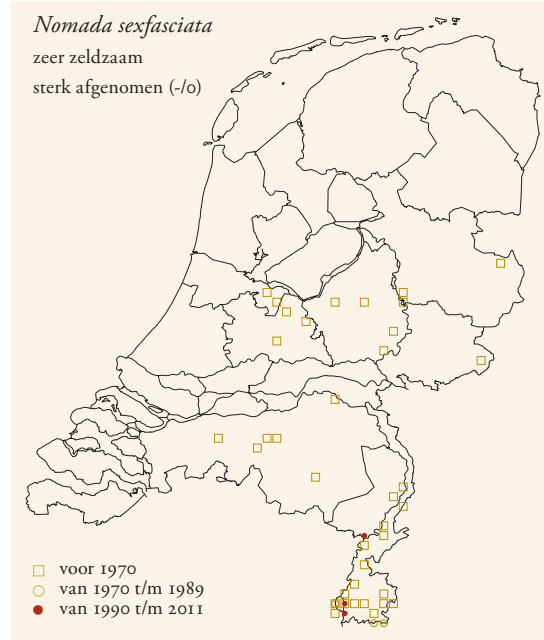 Nomada sexfasciata
zeer zeldzaam
sterk afgenomen (-/0)
voor 1970
van 1970 t/m 1989
van 1990 t/m 2011